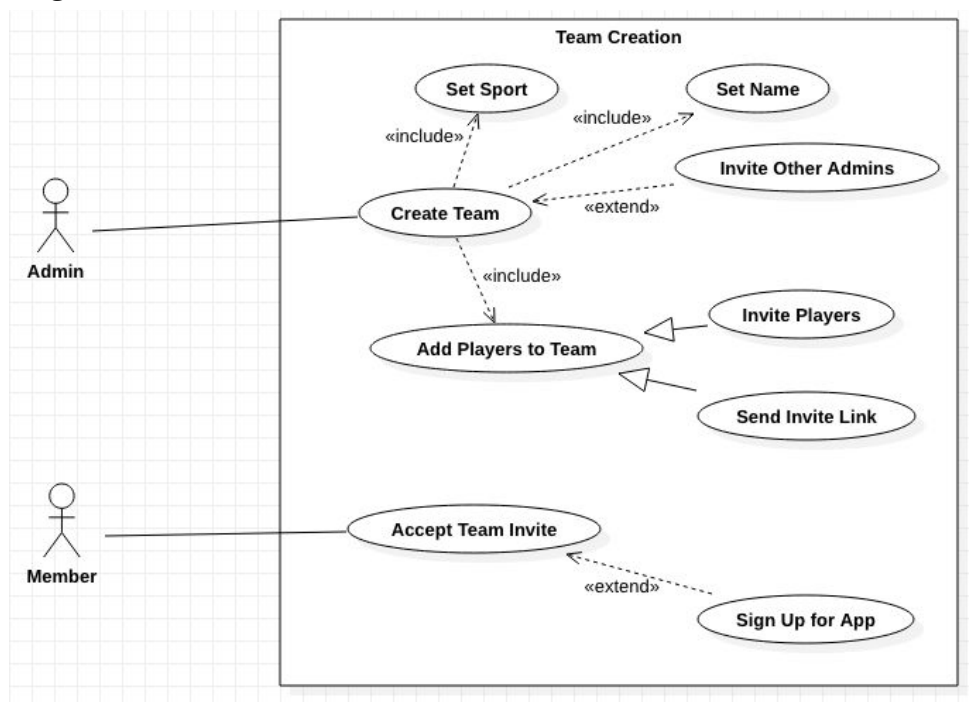 Team Creation
Set Sport
Set Name
«include»
«include»
Invite Other Admins
Create Team
«extend»
Admin
«include»
Invite Players
Add Players to Team
Send Invite Link
Accept Team Invite
Member
«extend»
Sign Up for App